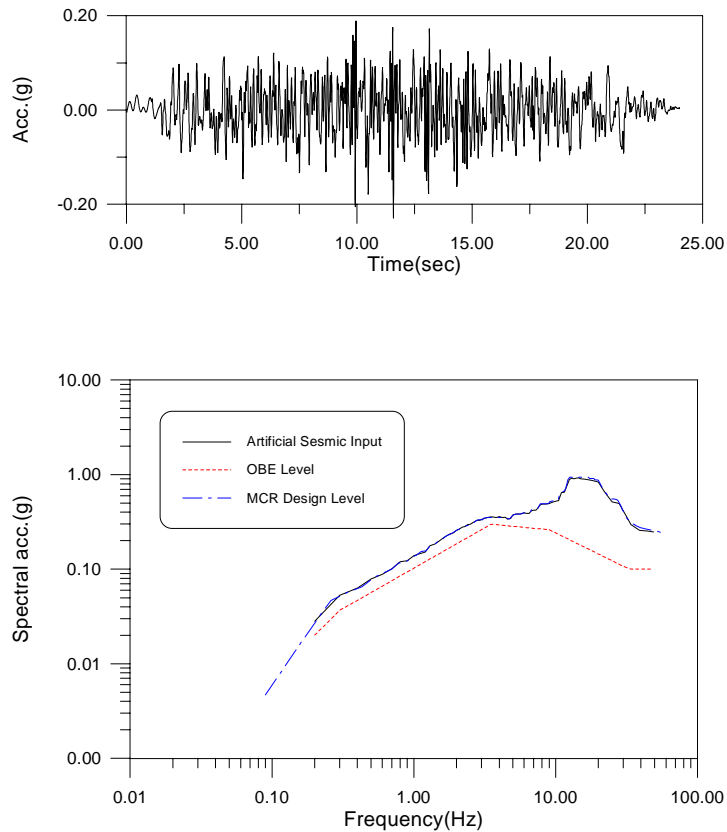 0.20
0.00
-0.20
Acc.(g)
0.00 5.00 10.00 15.00 20.00 25.00
Time(sec)
10.00
1.00
0.10
0.01
0.00
Spectral acc.(g)
Artificial Sesmic Input
OBE Level
MCR Design Level
0.01 0.10 1.00 10.00 100.00
Frequency(Hz)